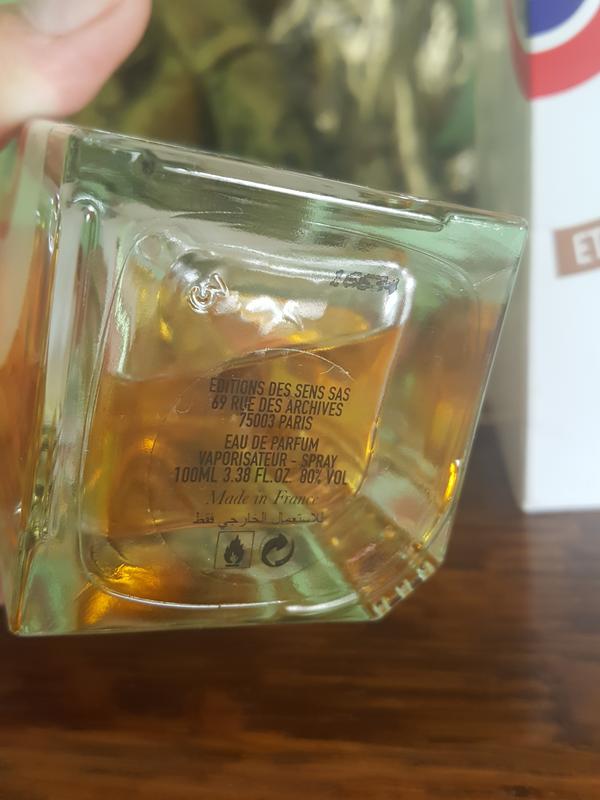 EDITIONS DES SENS SAS
69 RUE DES ARCHIVES
75003 PARIS
EAU DE PARFUM
VAPORISATEUR - SPRAY
100ML 3.38 FL.OZ. 80% VOL
Made in France
للاستعمال الخارجي فقط